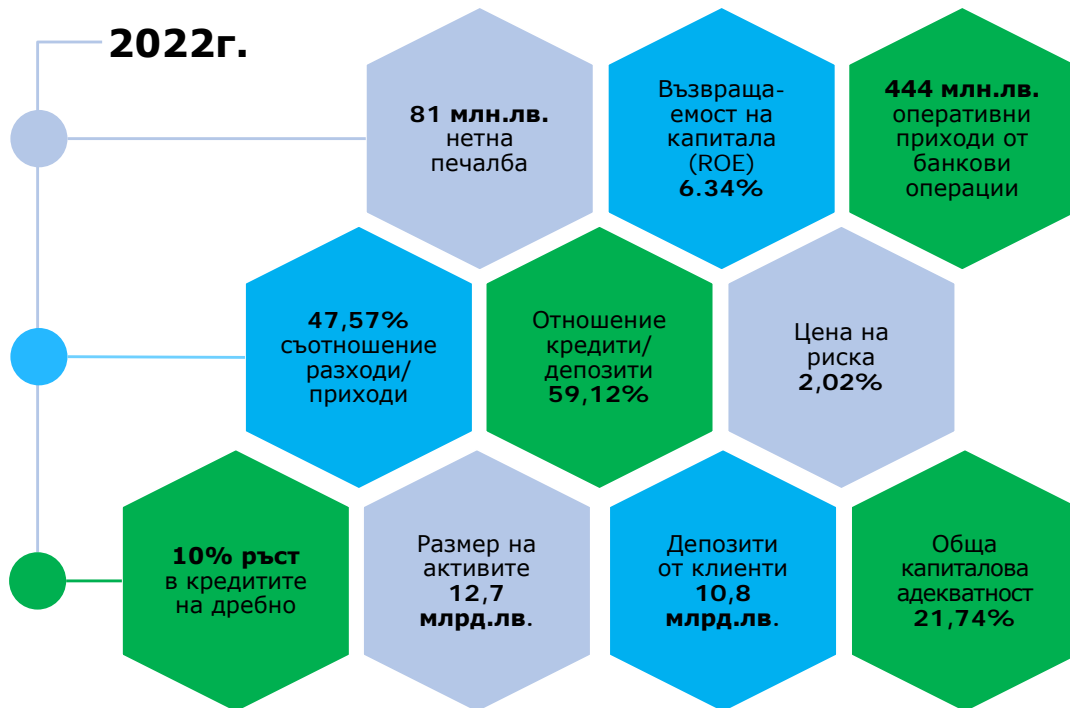 2022г.
81 млн.лв.
нетна
печалба
Възвраща-
емост на
капитала
(ROE)
6.34%
444 млн.лв.
оперативни
приходи от
банкови
операции
47,57%
съотношение
разходи/
приходи
Отношение
кредити/
депозити
59,12%
Цена на
риска
2,02%
10% ръст
в кредитите
на дребно
Размер на
активите
12,7
млрд.лв.
Депозити
от клиенти
10,8
млрд.лв.
Обща
капиталова
адекватност
21,74%